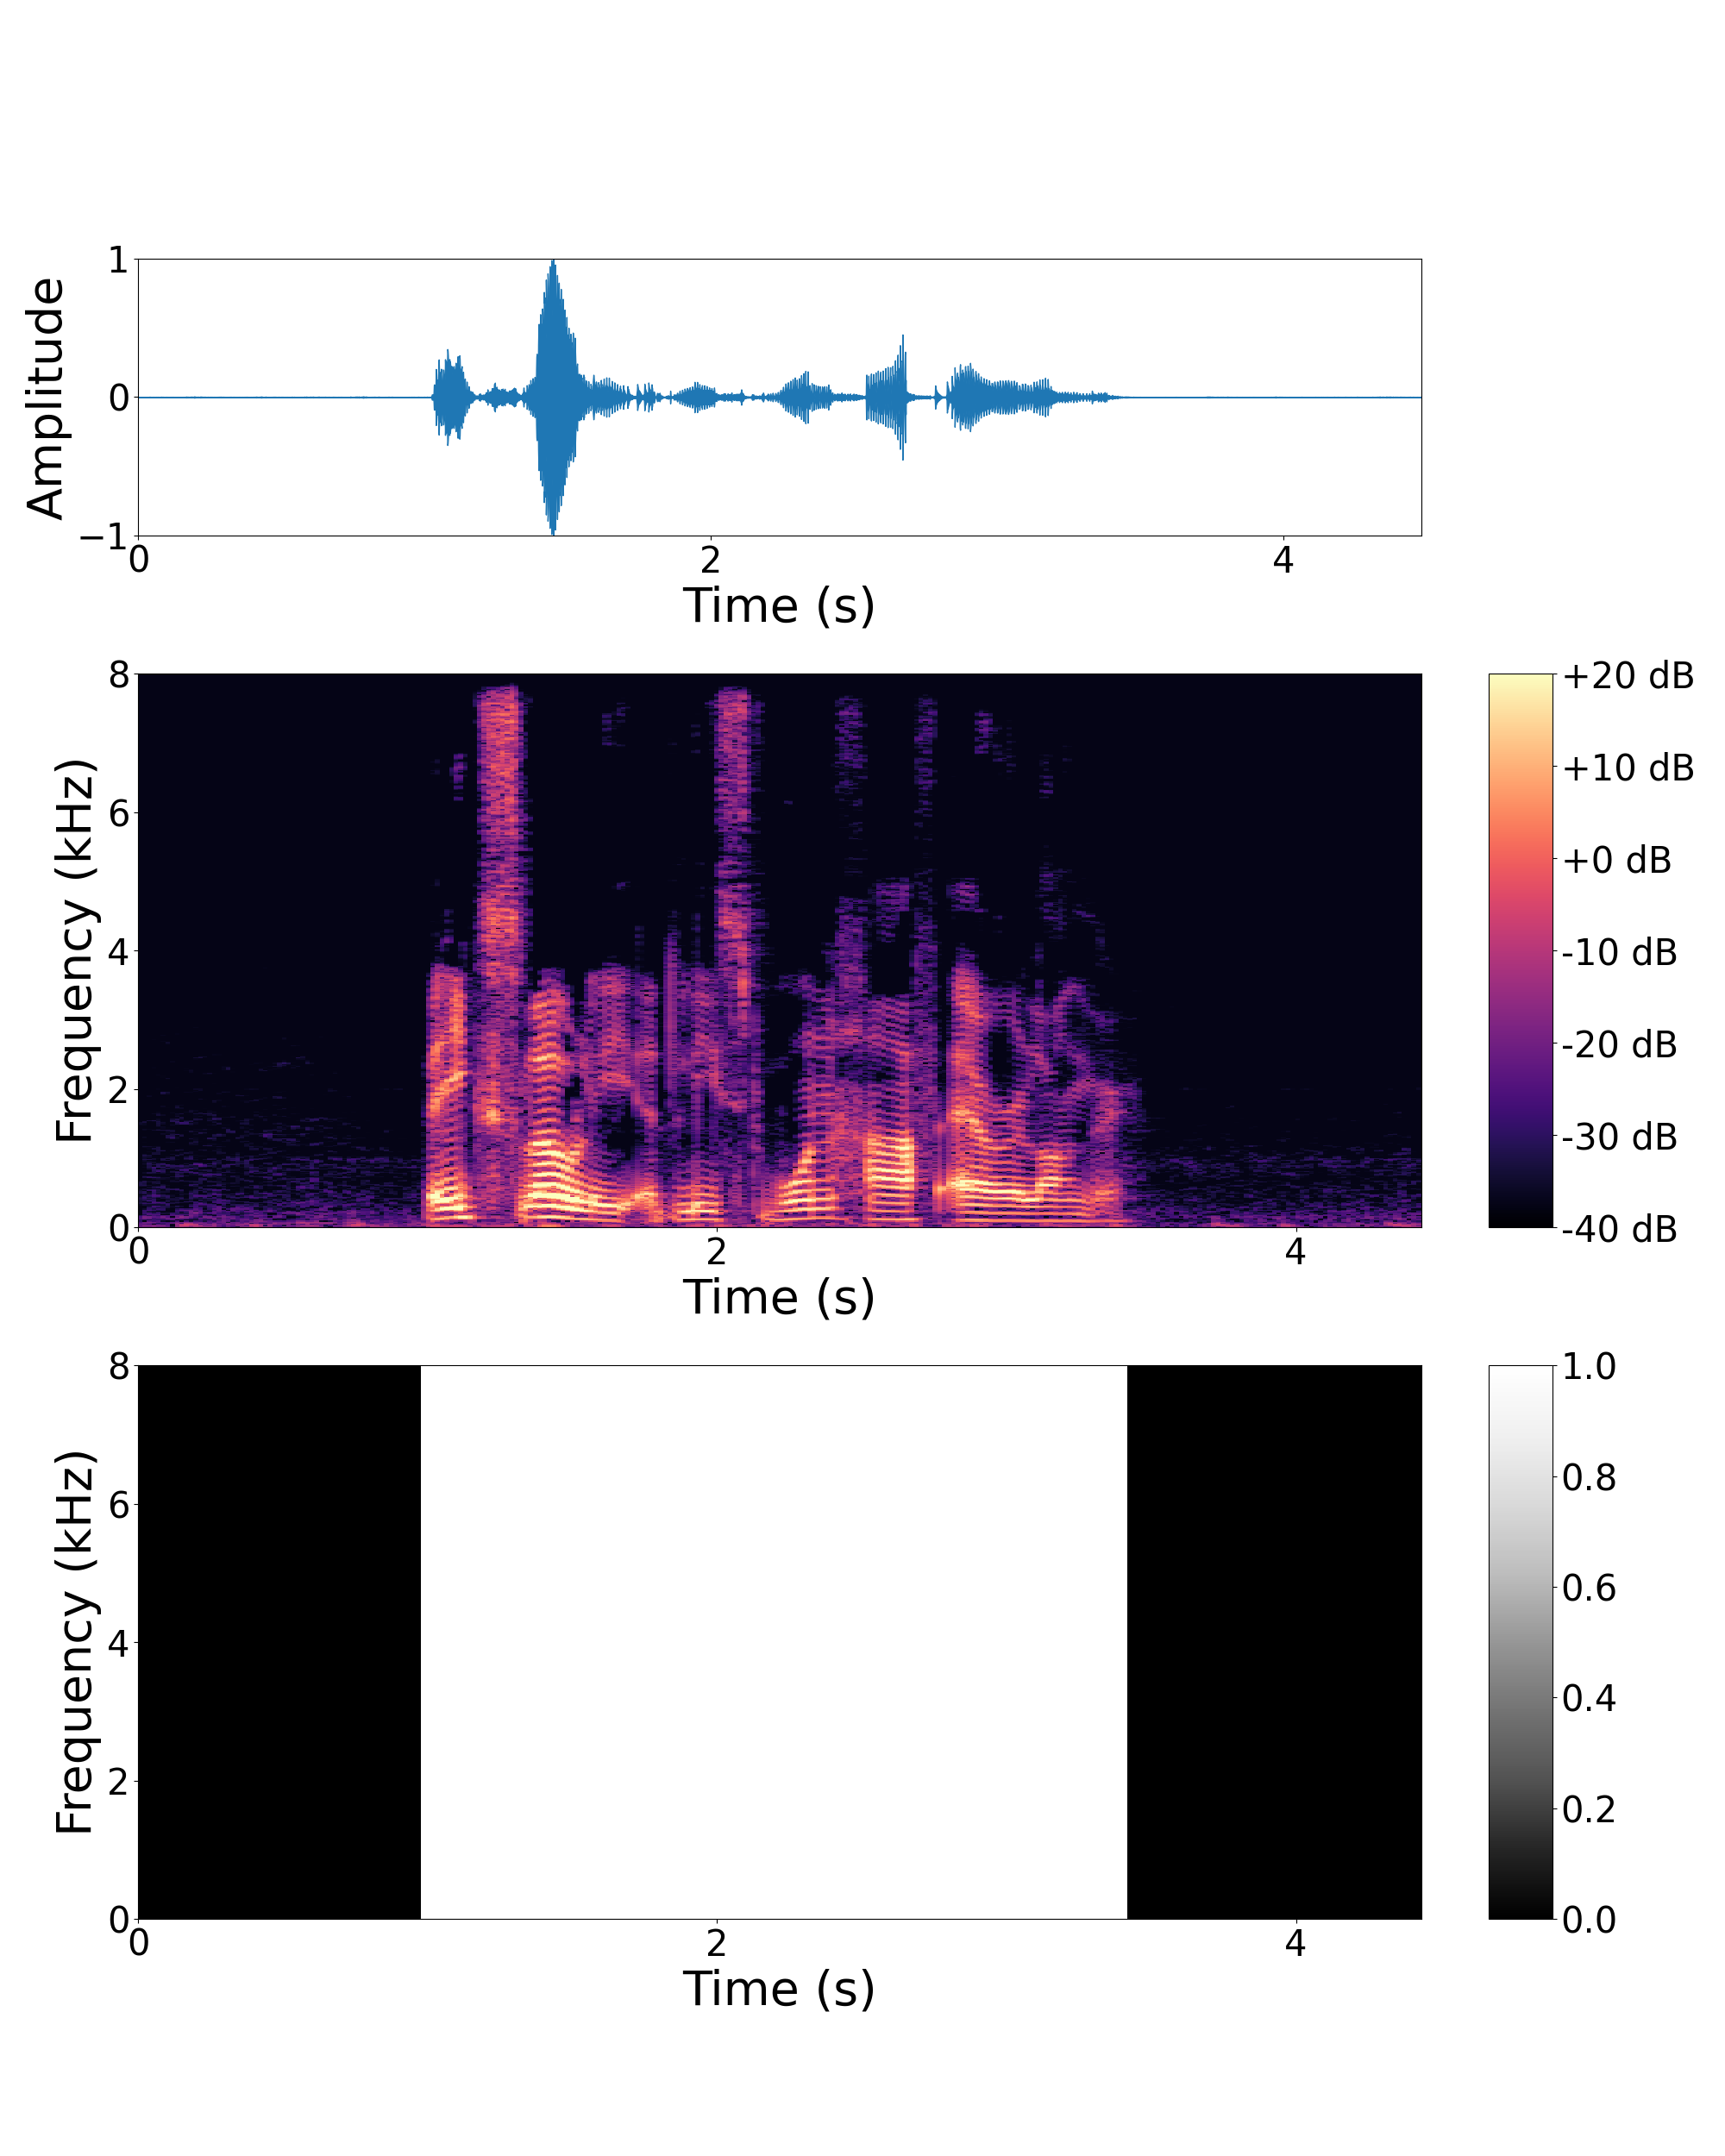 1
0
−1
Amplitude
0 2 4
Time (s)
8
6
4
2
0
Frequency (kHz)
0 2 4
Time (s)
+20 dB
+10 dB
+0 dB
-10 dB
-20 dB
-30 dB
-40 dB
8
6
4
2
0
Frequency (kHz)
0 2 4
Time (s)
1.0
0.8
0.6
0.4
0.2
0.0